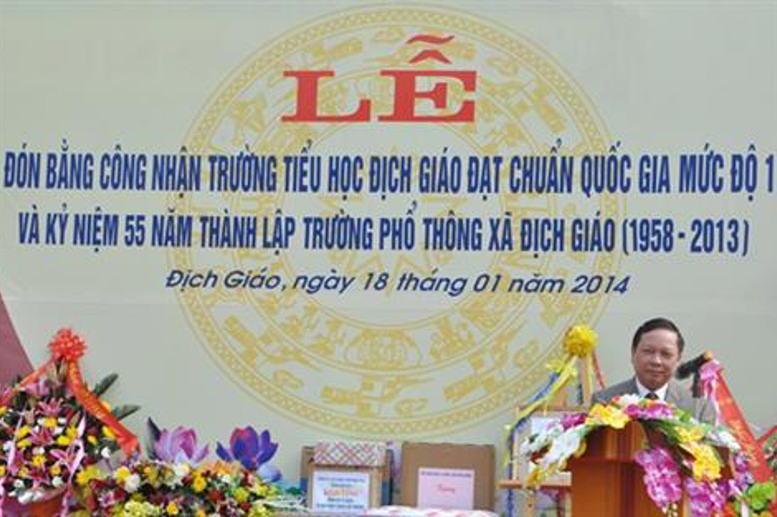 LỄ
ĐÓN BẰNG CÔNG NHẬN TRƯỜNG TIỂU HỌC ĐỊCH GIÁO ĐẠT CHUẨN QUỐC GIA MỨC ĐỘ 1
VÀ KỶ NIỆM 55 NĂM THÀNH LẬP TRƯỜNG PHỔ THÔNG XÃ ĐỊCH GIÁO (1958 - 2013)
Địch Giáo, ngày 18 tháng 01 năm 2014